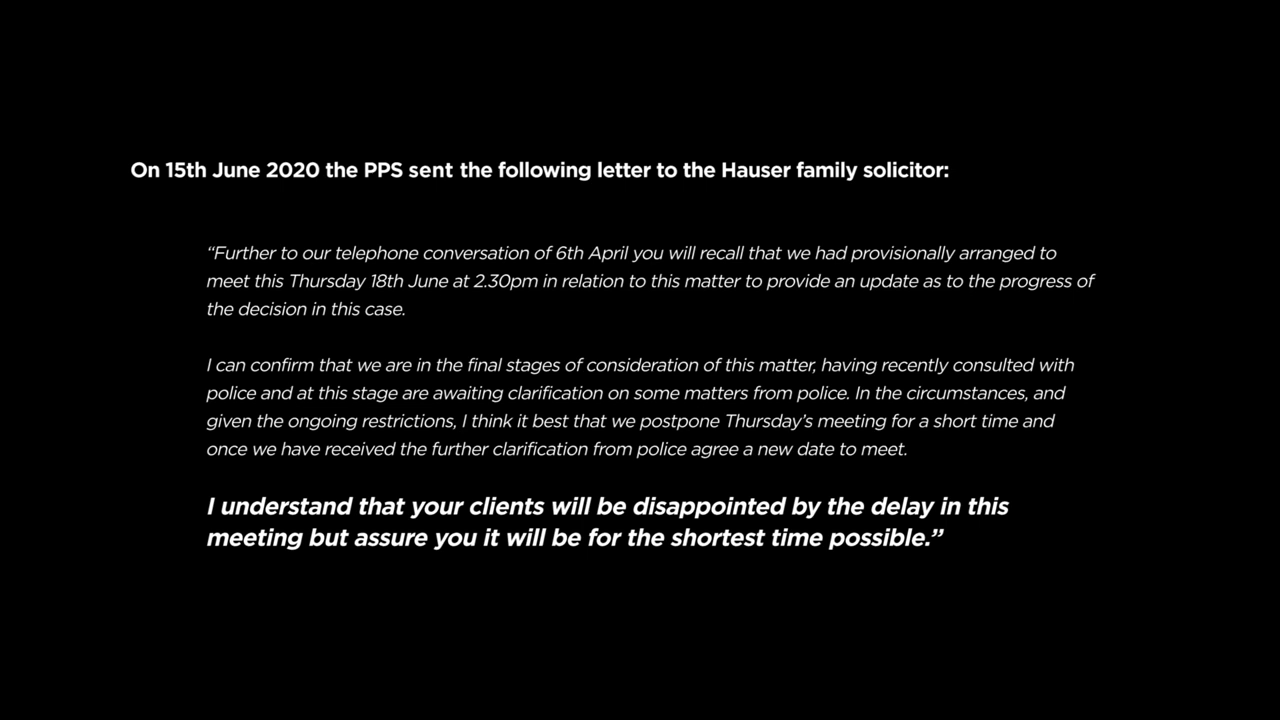 On 15th June 2020 the PPS sent the following letter to the Hauser family solicitor:
“Further to our telephone conversation of 6th April you will recall that we had provisionally arranged to
meet this Thursday 18th June at 2.30pm in relation to this matter to provide an update as to the progress of
the decision in this case.
I can confirm that we are in the final stages of consideration of this matter, having recently consulted with
police and at this stage are awaiting clarification on some matters from police. In the circumstances, and
given the ongoing restrictions, I think it best that we postpone Thursday’s meeting for a short time and
once we have received the further clarification from police agree a new date to meet.
I understand that your clients will be disappointed by the delay in this
meeting but assure you it will be for the shortest time possible.”